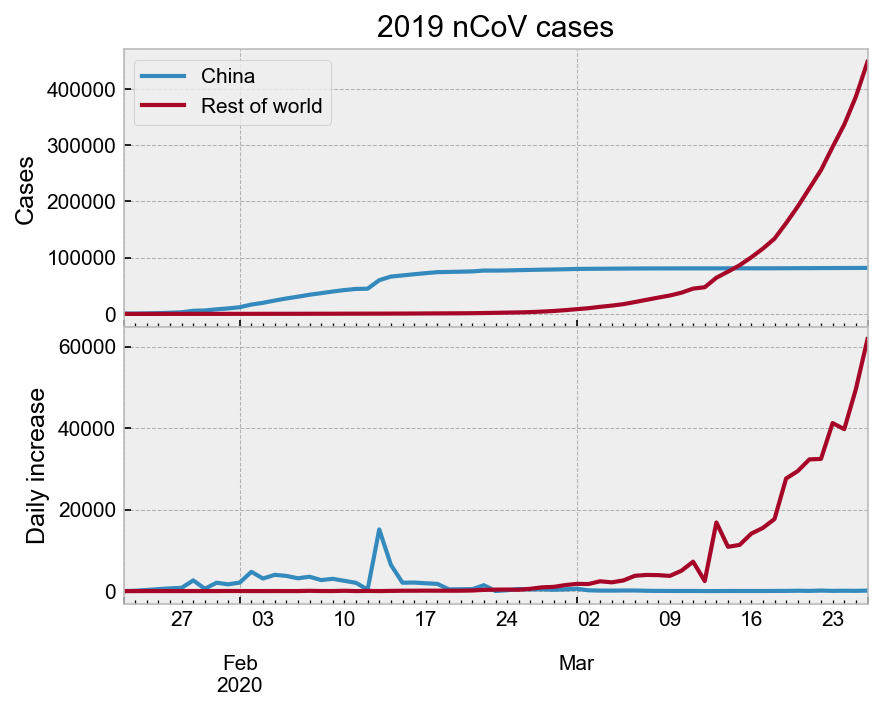 2019 nCoV cases
China
Rest of world
Cases
400000
300000
200000
100000
0
Daily increase
60000
40000
20000
0
27 03 10 17 24 02 09 16 23
Feb Mar
2020